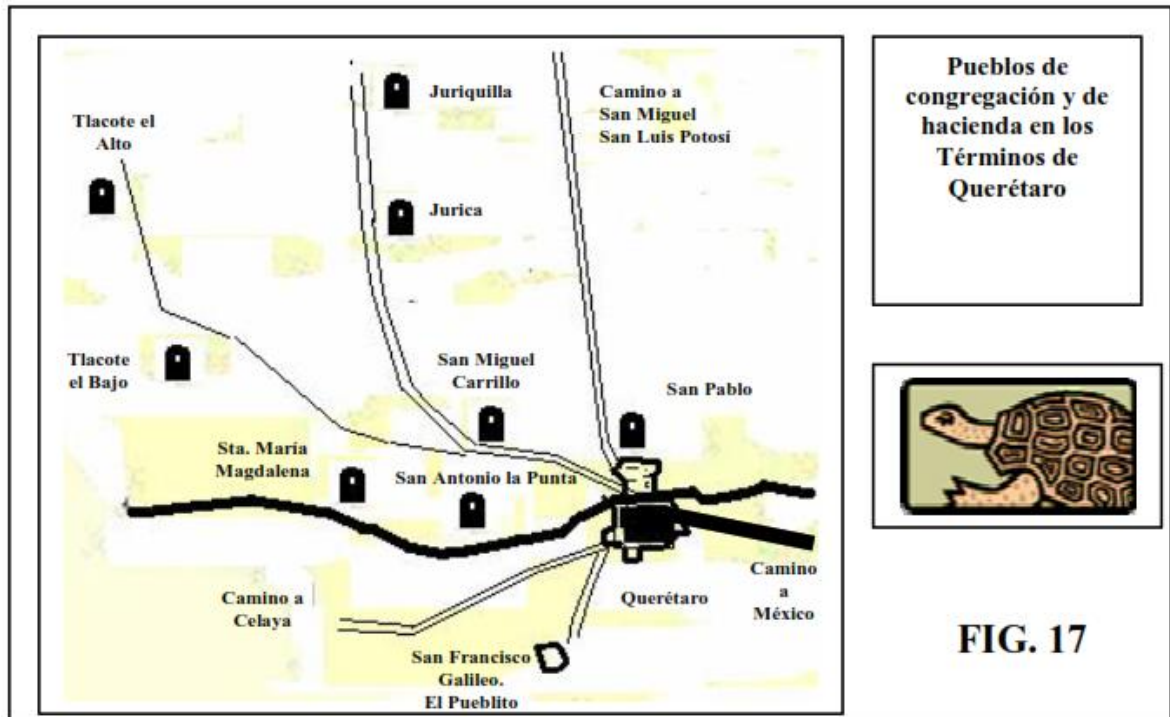 Juriquilla
Camino a
San Miguel
San Luis Potosí
Tlacote el
Alto
Jurica
Tlacote
el Bajo
San Miguel
Carrillo
San Pablo
Sta. María
Magdalena
San Antonio la Punta
Camino a
Celaya
Querétaro
Camino
a
México
San Francisco
Galileo.
El Pueblito
Pueblos de
congregación y de
hacienda en los
Términos de
Querétaro
FIG. 17